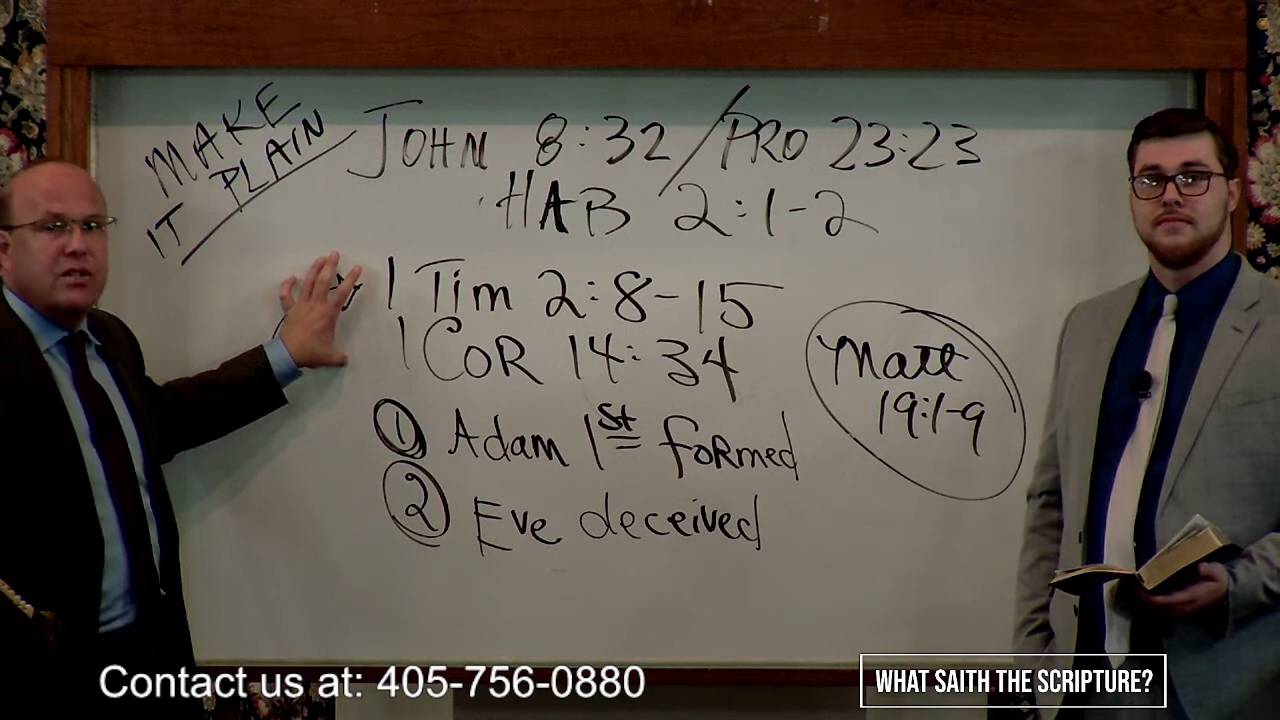 MAKE
IT PLAIN
JOHN 8:32/PRO 23:23
HAB 2:1-2
1 Tim 2:8-15
1 COR 14:34
Matt
19:1-9
① Adam 1st formed
② Eve deceived
Contact us at: 405-756-0880
WHAT SAITH THE SCRIPTURE?